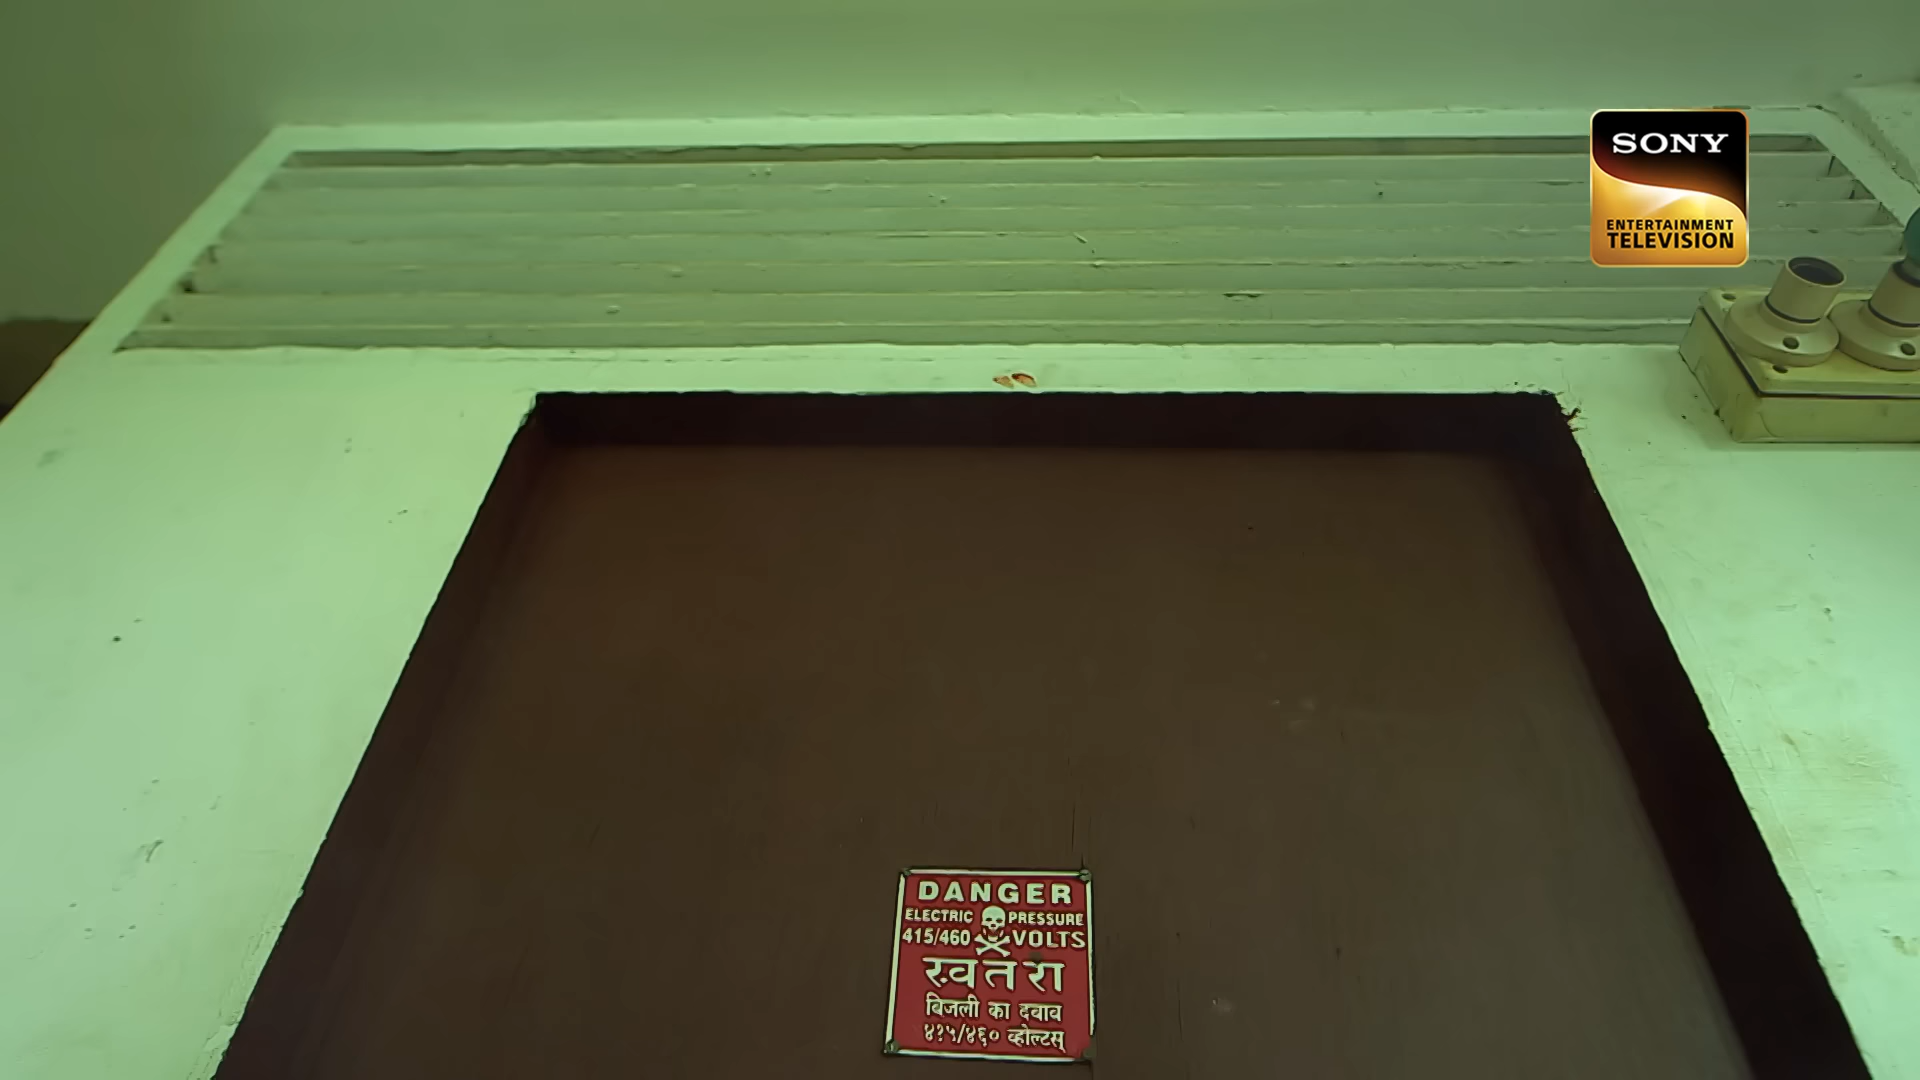 SONY
ENTERTAINMENT
TELEVISION
DANGER
ELECTRIC PRESSURE
415/460 VOLTS
खतरा
बिजली का दबाव
४१५/४६० व्होल्टस्